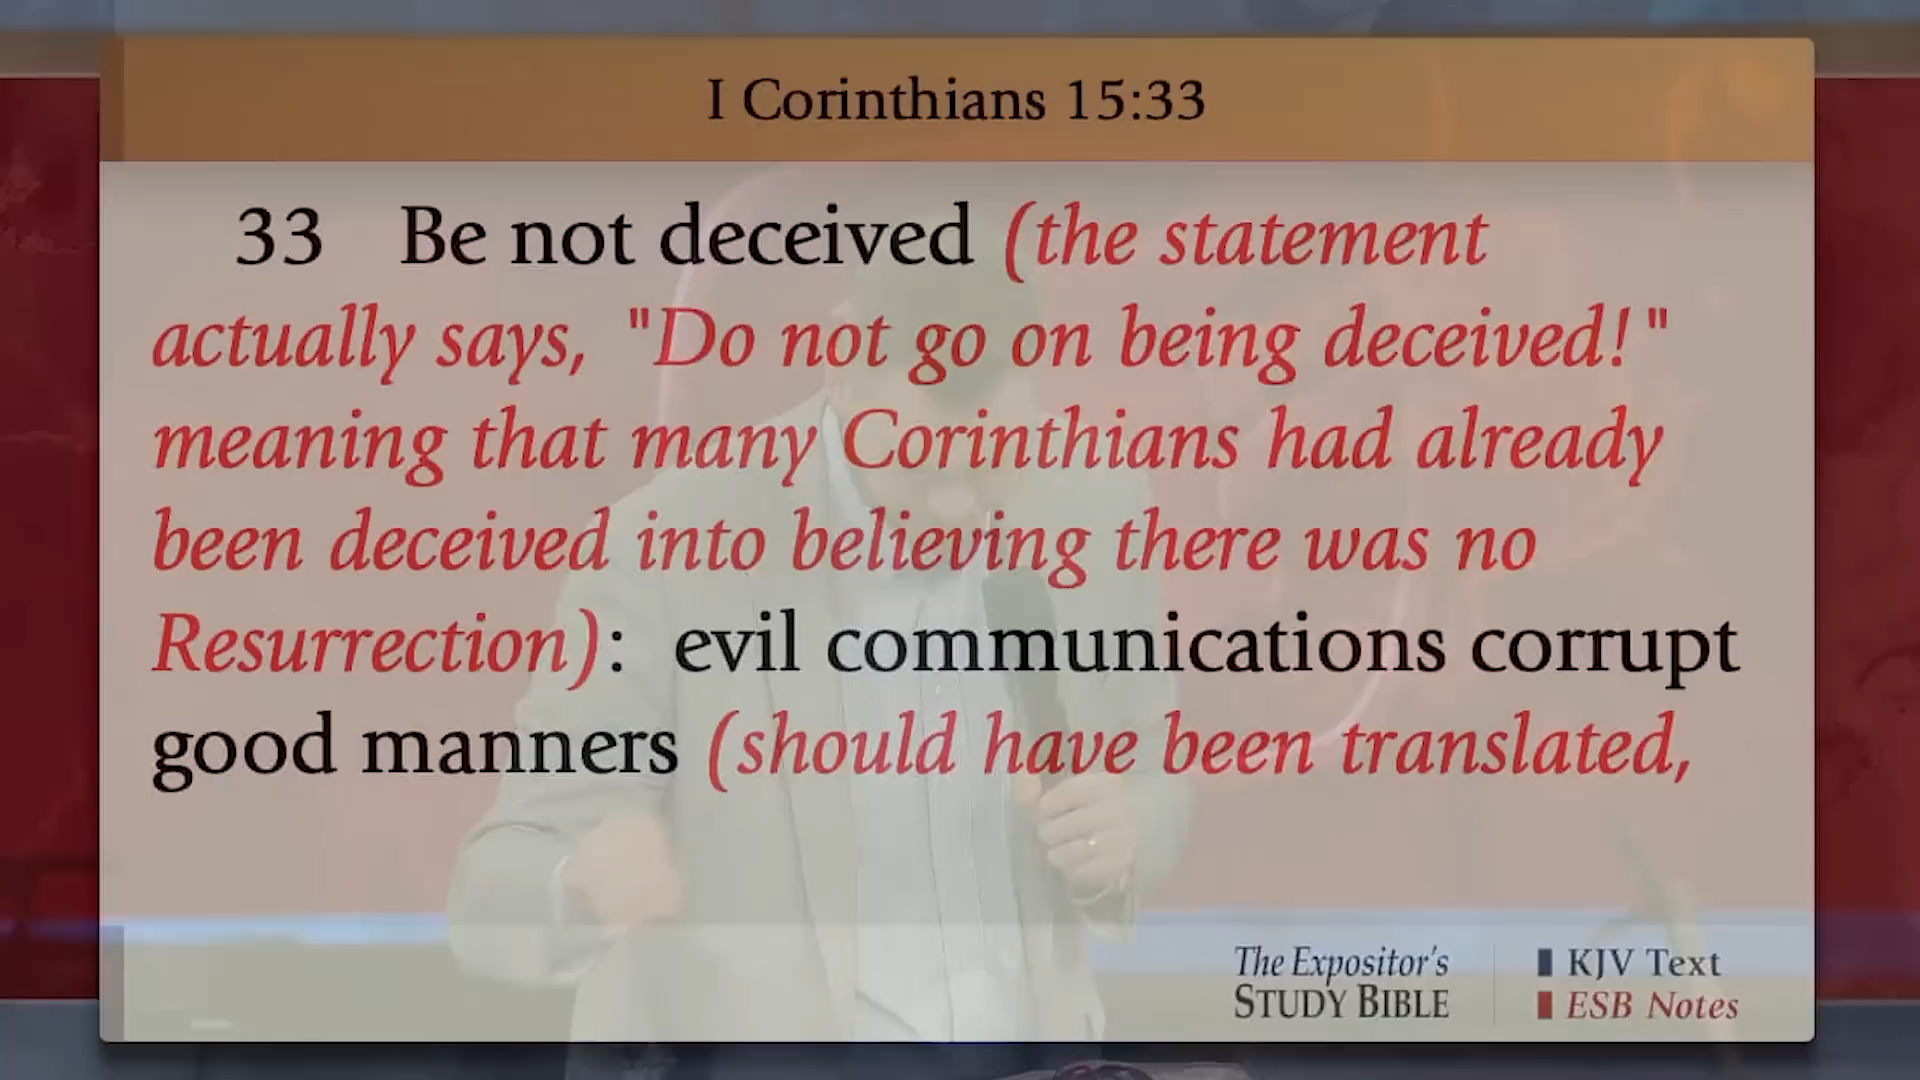 I Corinthians 15:33
33 Be not deceived (the statement
actually says, "Do not go on being deceived!"
meaning that many Corinthians had already
been deceived into believing there was no
Resurrection): evil communications corrupt
good manners (should have been translated,
The Expositor's
STUDY BIBLE
KJV Text
ESB Notes